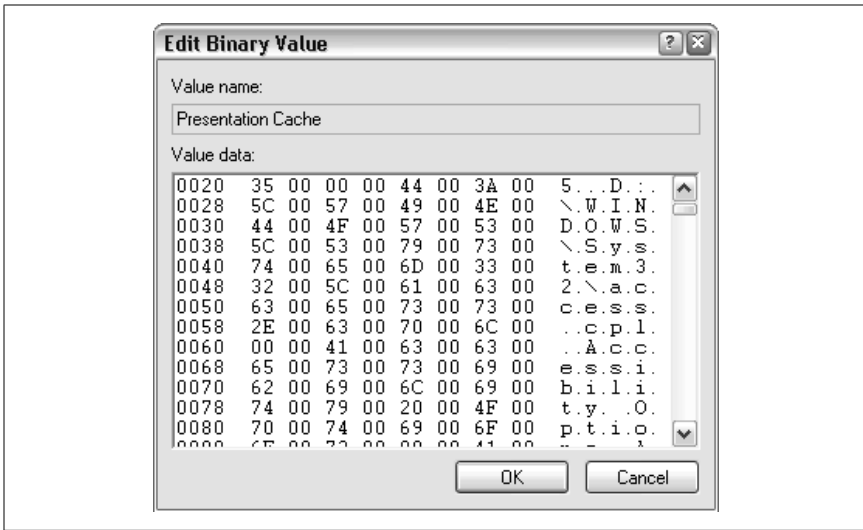 Edit Binary Value
Value name:
Presentation Cache
Value data:
0020 35 00 00 00 44 00 3A 00 5...D.:.
0028 5C 00 57 00 49 00 4E 00 \.W.I.N.
0030 44 00 4F 00 57 00 53 00 D.O.W.S.
0038 5C 00 53 00 79 00 73 00 \.S.y.s.
0040 74 00 65 00 6D 00 33 00 t.e.m.3.
0048 32 00 5C 00 61 00 63 00 2.\.a.c.
0050 63 00 65 00 73 00 73 00 c.e.s.s.
0058 2E 00 63 00 70 00 6C 00 ..c.p.l.
0060 00 00 41 00 63 00 63 00 ..A.c.c.
0068 65 00 73 00 73 00 69 00 e.s.s.i.
0070 62 00 69 00 6C 00 69 00 b.i.l.i.
0078 74 00 79 00 20 00 4F 00 t.y. .O.
0080 70 00 74 00 69 00 6F 00 p.t.i.o.
OK Cancel